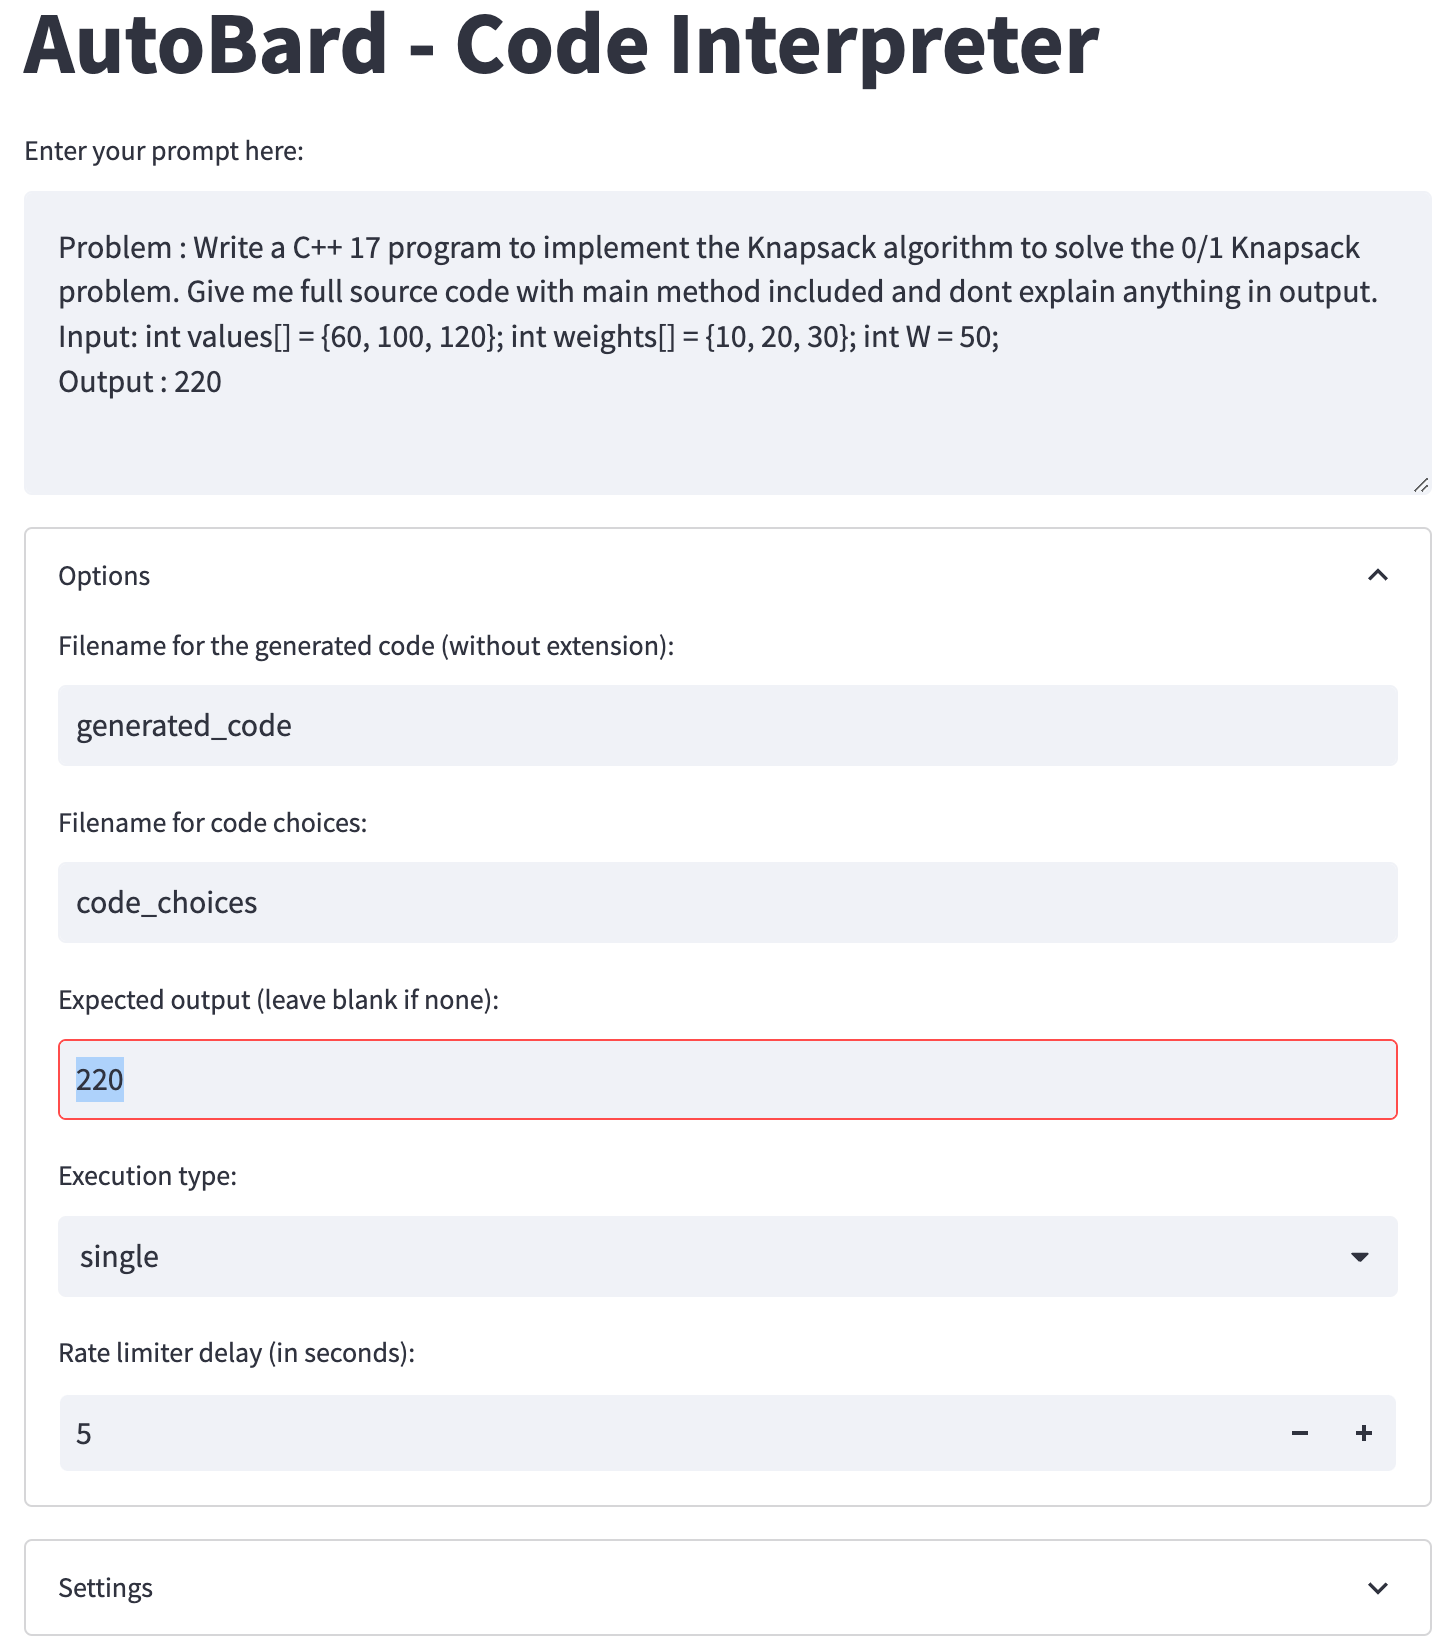 AutoBard - Code Interpreter
Enter your prompt here:
Problem : Write a C++ 17 program to implement the Knapsack algorithm to solve the 0/1 Knapsack
problem. Give me full source code with main method included and dont explain anything in output.
Input: int values[] = {60, 100, 120}; int weights[] = {10, 20, 30}; int W = 50;
Output : 220
Options
Filename for the generated code (without extension):
generated_code
Filename for code choices:
code_choices
Expected output (leave blank if none):
220
Execution type:
single
Rate limiter delay (in seconds):
5
Settings